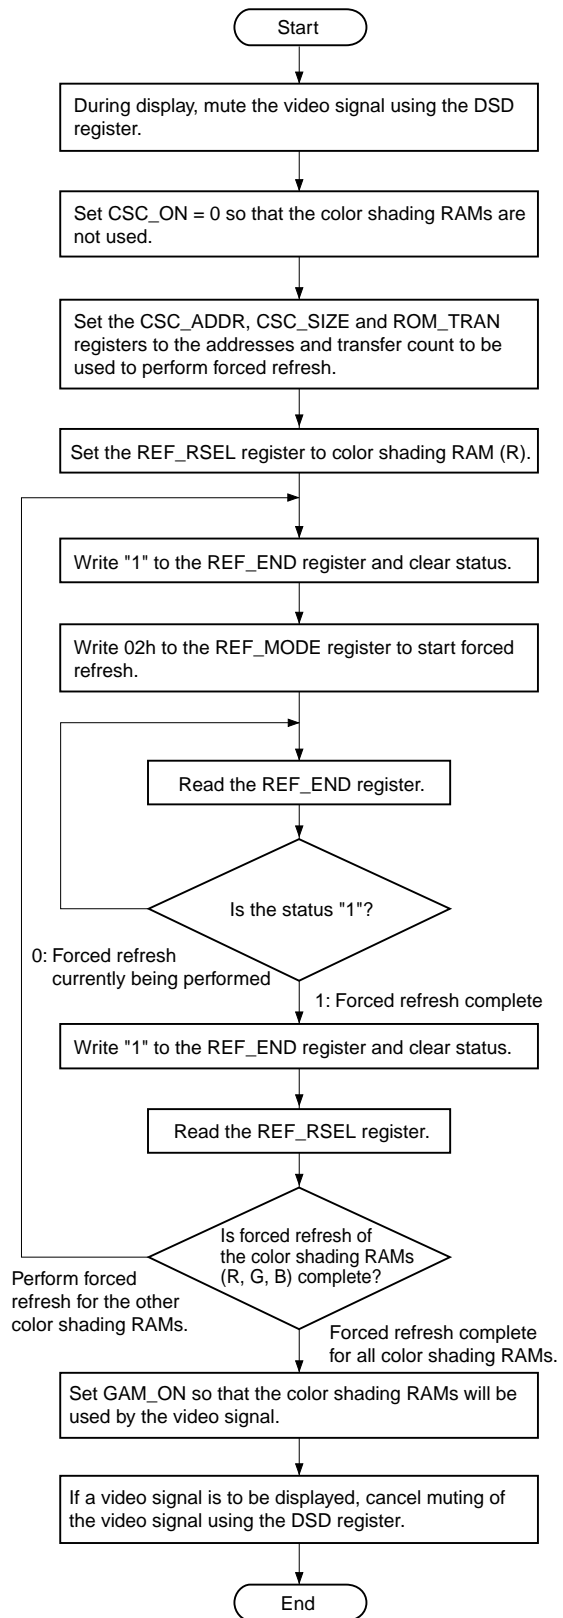 Start
During display, mute the video signal using the DSD
register.
Set CSC_ON = 0 so that the color shading RAMs are
not used.
Set the CSC_ADDR, CSC_SIZE and ROM_TRAN
registers to the addresses and transfer count to be
used to perform forced refresh.
Set the REF_RSEL register to color shading RAM (R).
Write "1" to the REF_END register and clear status.
Write 02h to the REF_MODE register to start forced
refresh.
Read the REF_END register.
Is the status "1"?
0: Forced refresh
currently being performed
1: Forced refresh complete
Write "1" to the REF_END register and clear status.
Read the REF_RSEL register.
Is forced refresh of
the color shading RAMs
(R, G, B) complete?
Perform forced
refresh for the other
color shading RAMs.
Forced refresh complete
for all color shading RAMs.
Set GAM_ON so that the color shading RAMs will be
used by the video signal.
If a video signal is to be displayed, cancel muting of
the video signal using the DSD register.
End